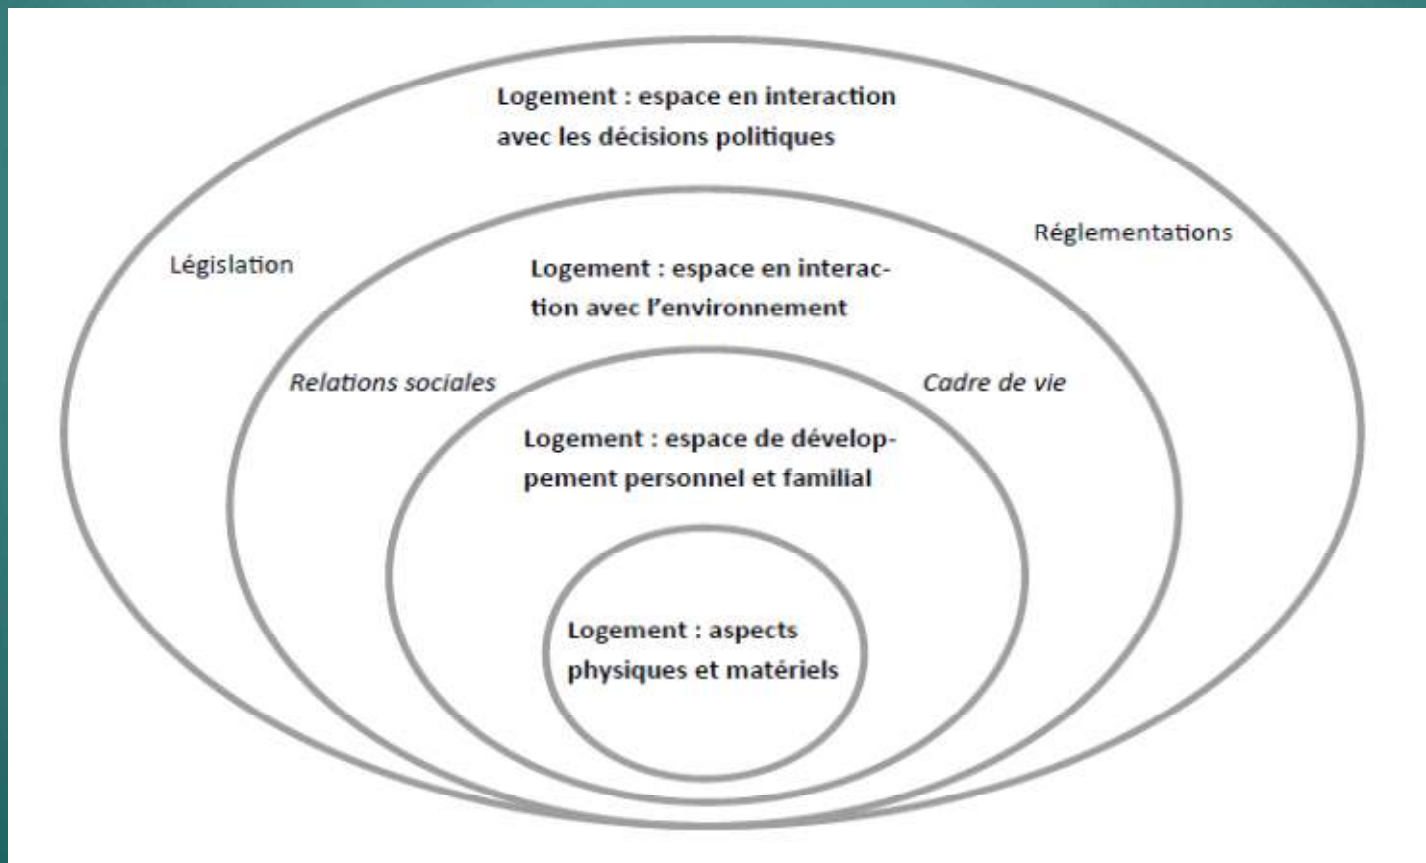 Logement : espace en interaction
avec les décisions politiques
Réglementations
Législation
Logement : espace en interac-
tion avec l'environnement
Relations sociales
Cadre de vie
Logement : espace de dévelop-
pement personnel et familial
Logement : aspects
physiques et matériels